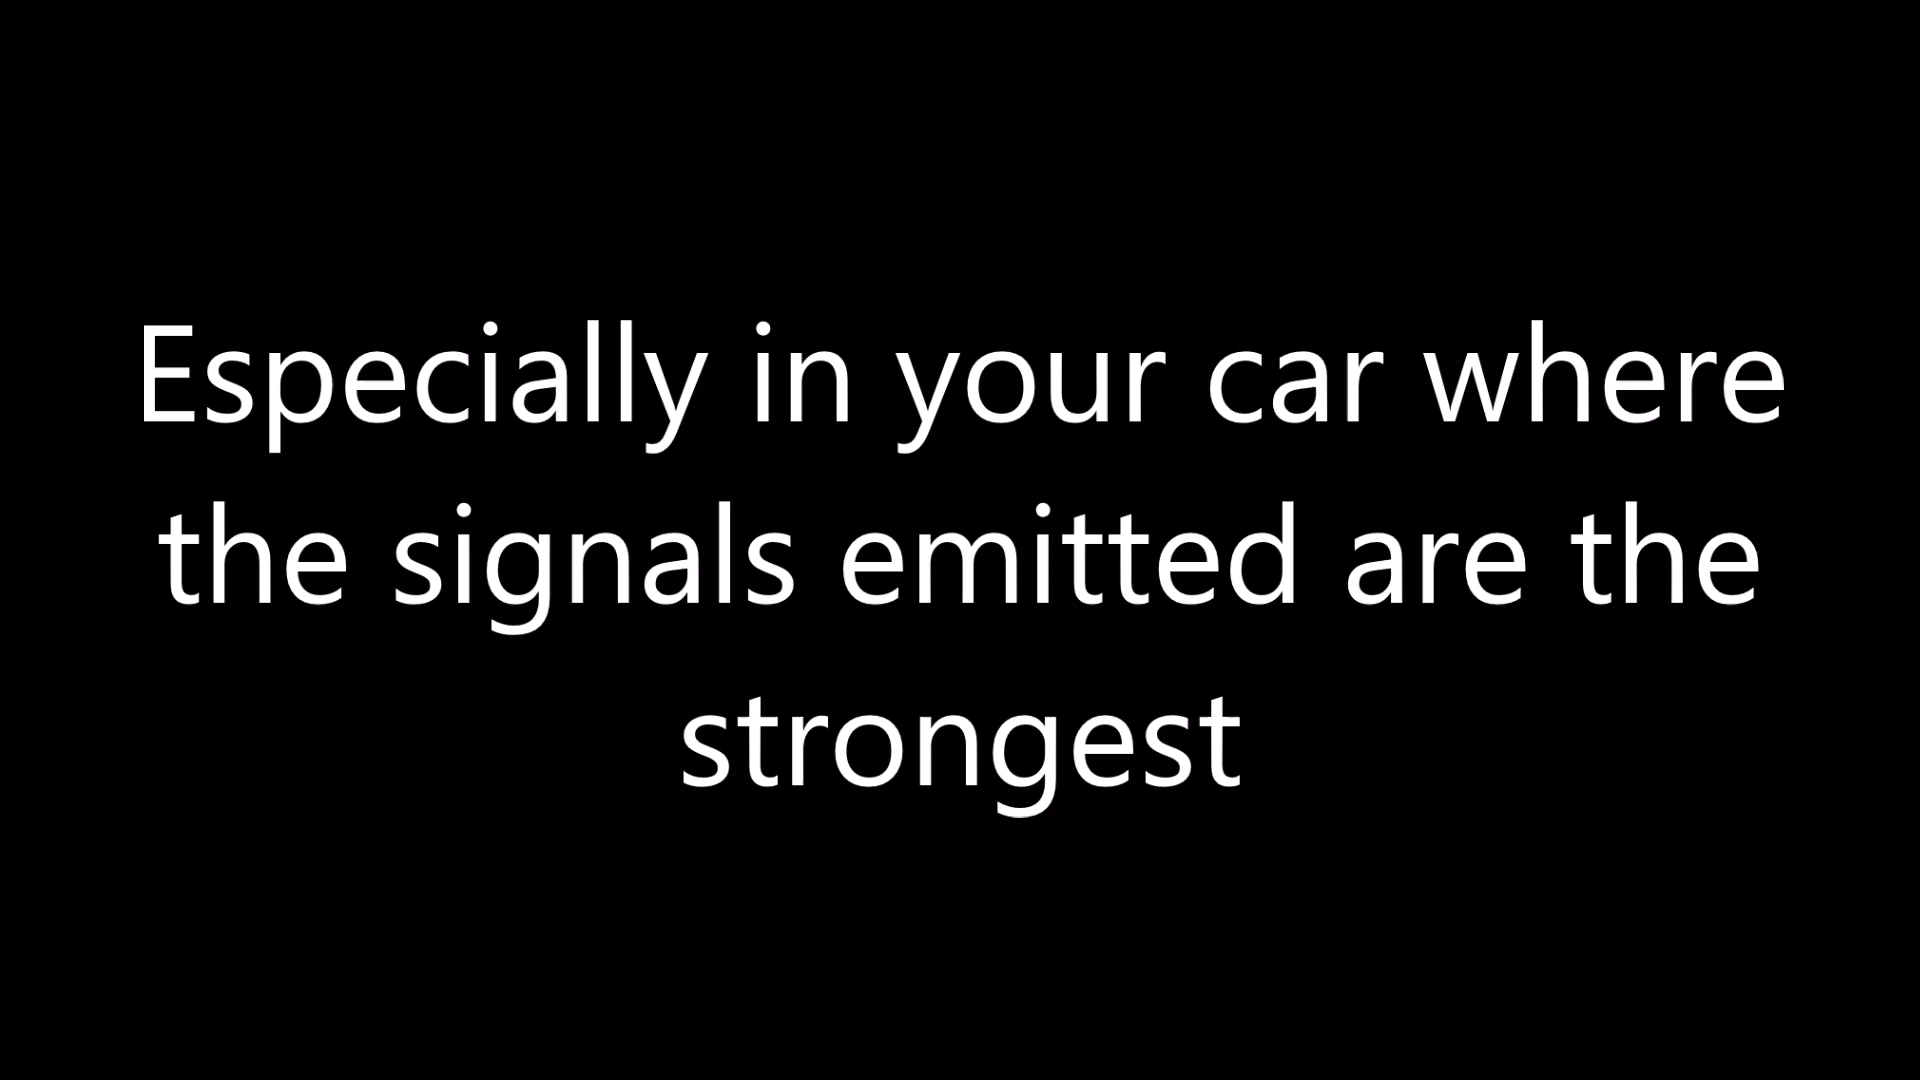 Especially in your car where
the signals emitted are the
strongest